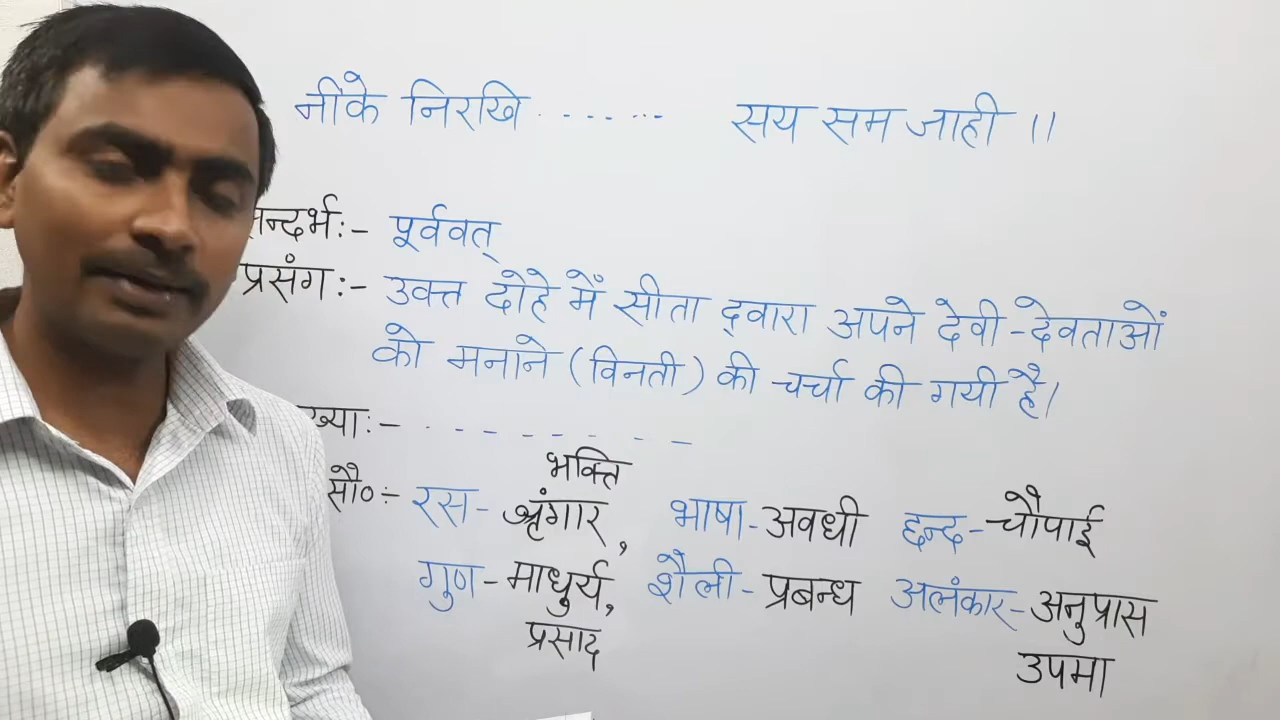 नीके निरखि ....... सय सम जाही ॥
सन्दर्भः- पूर्ववत्
प्रसंगः- उक्त दोहे में सीता द्वारा अपने देवी-देवताओं
को मनाने (विनती) की चर्चा की गयी है।
ख्याः- ---------
भक्ति
सौ०ः- रस- श्रृंगार, भाषा- अवधी छन्द- चौपाई
गुण- माधुर्य, शैली- प्रबन्ध अलंकार- अनुप्रास
प्रसाद उपमा